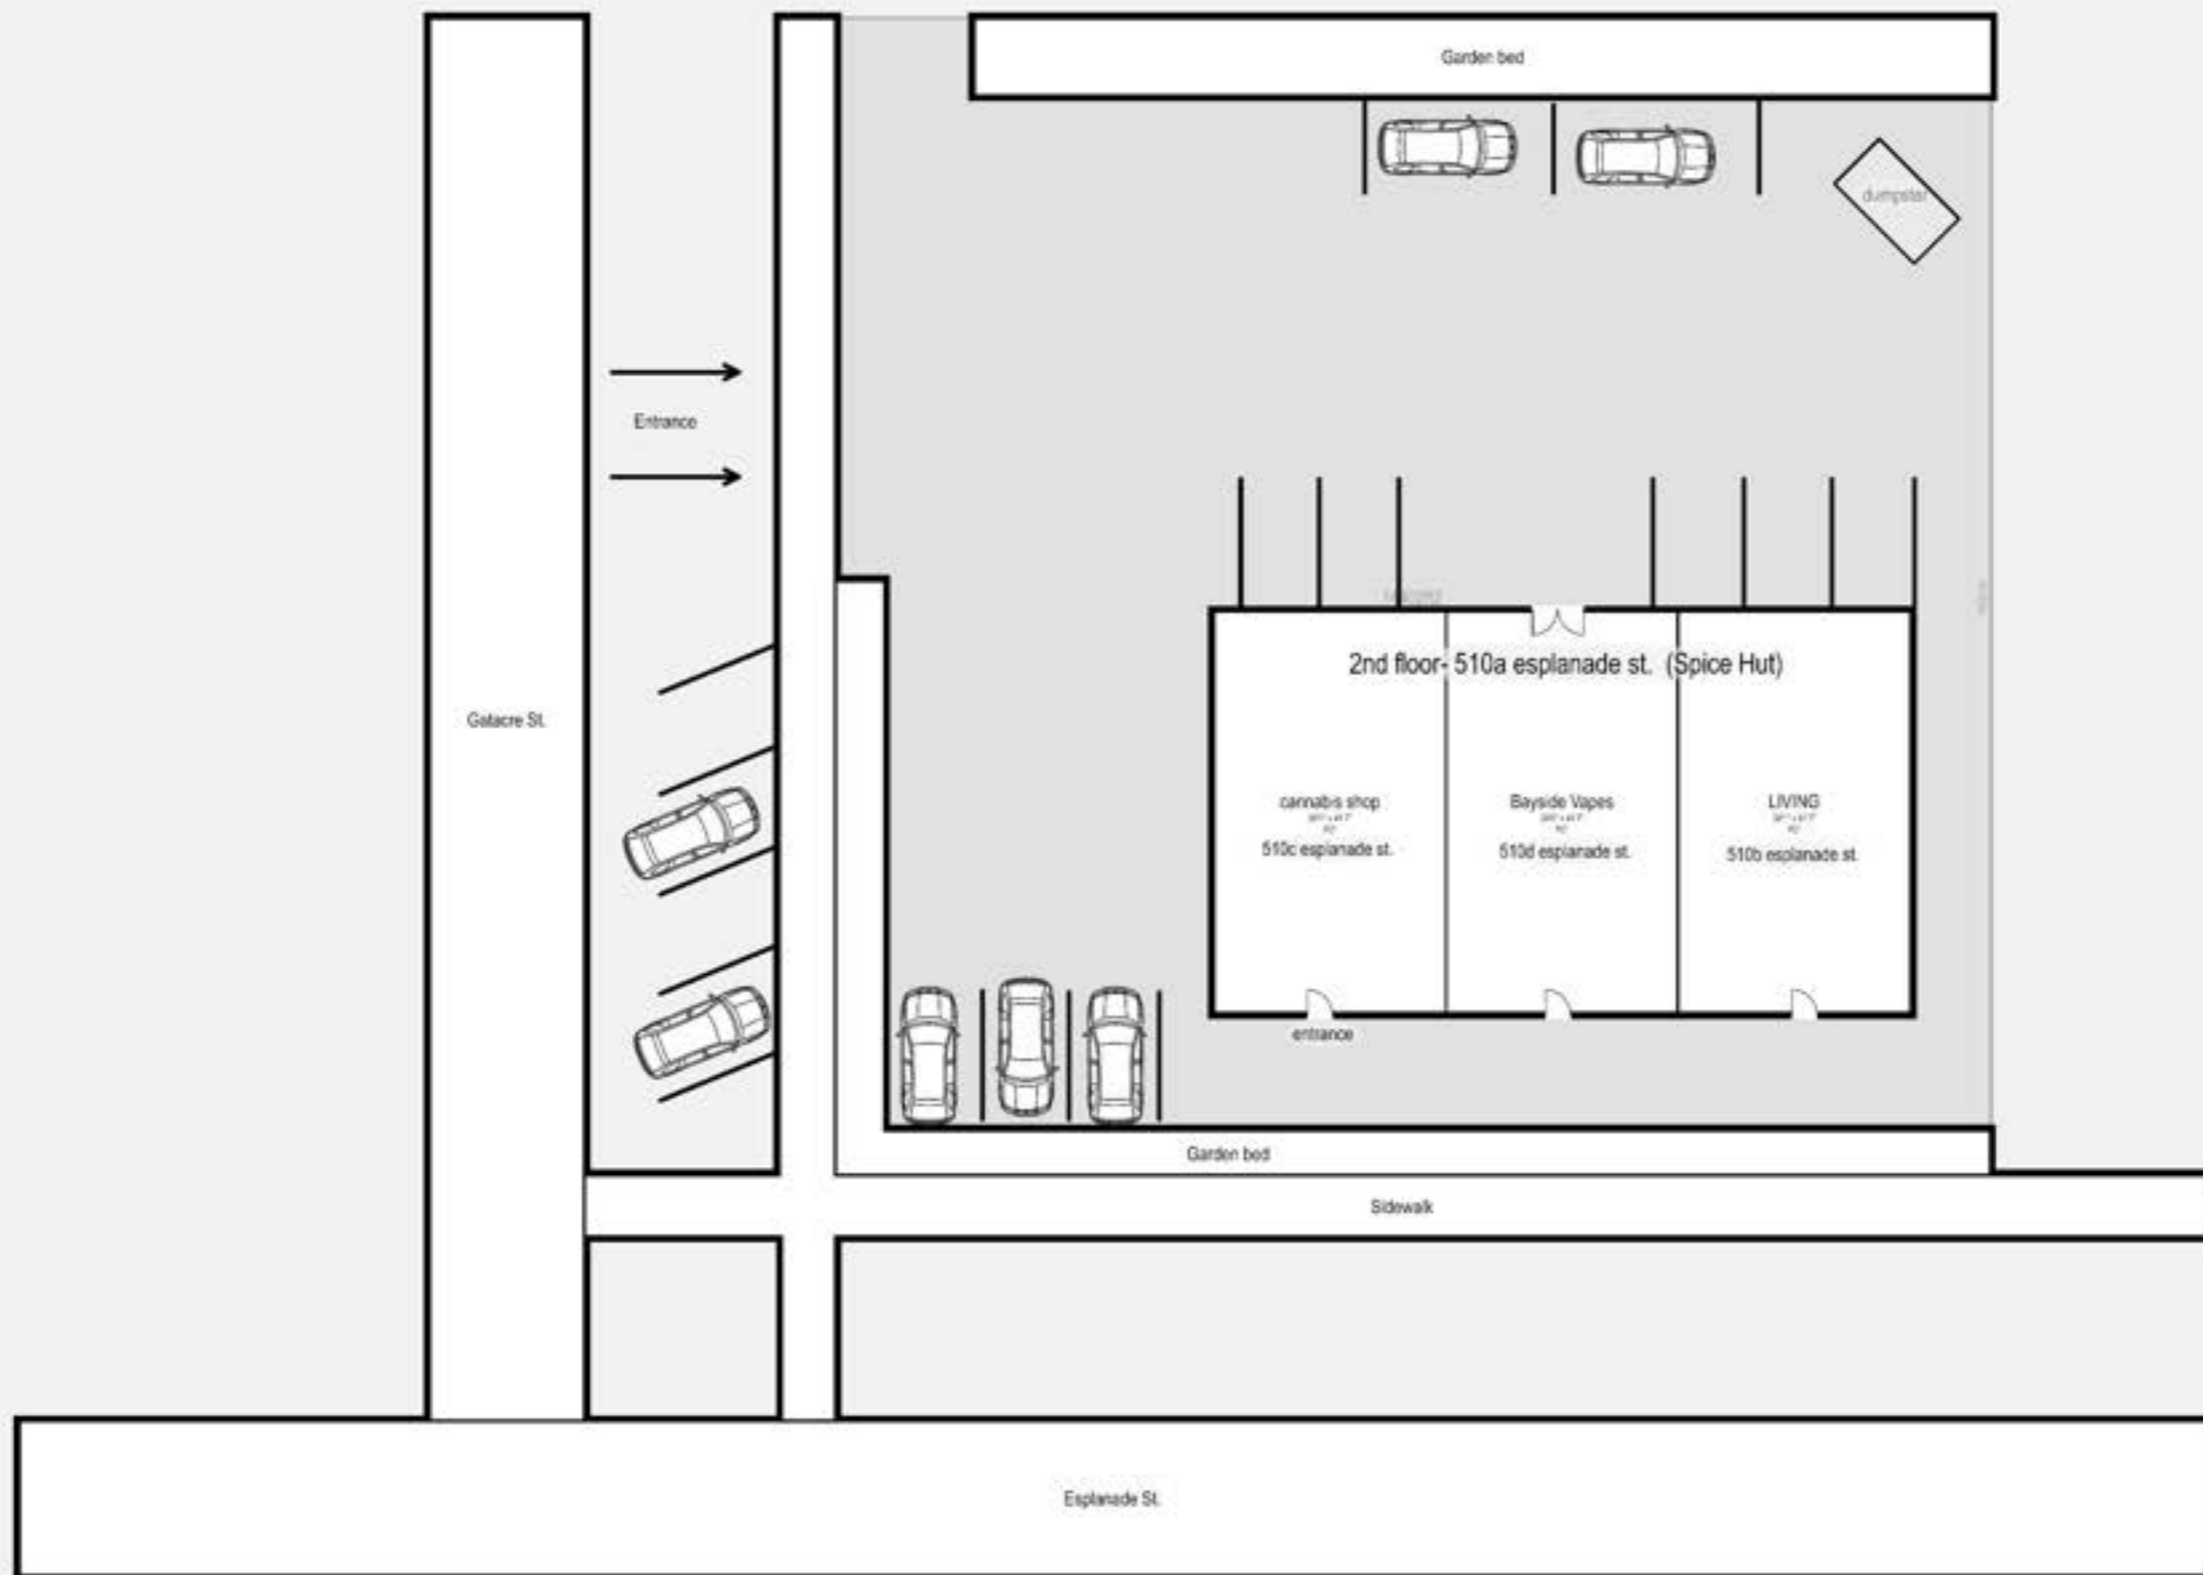 Garden bed
dumpster
Entrance
2nd floor- 510a esplanade st. (Spice Hut)
Gatacre St.
cannabis shop
510c esplanade st.
Bayside Vapes
510d esplanade st.
LIVING
510b esplanade st.
entrance
Garden bed
Sidewalk
Esplanade St.